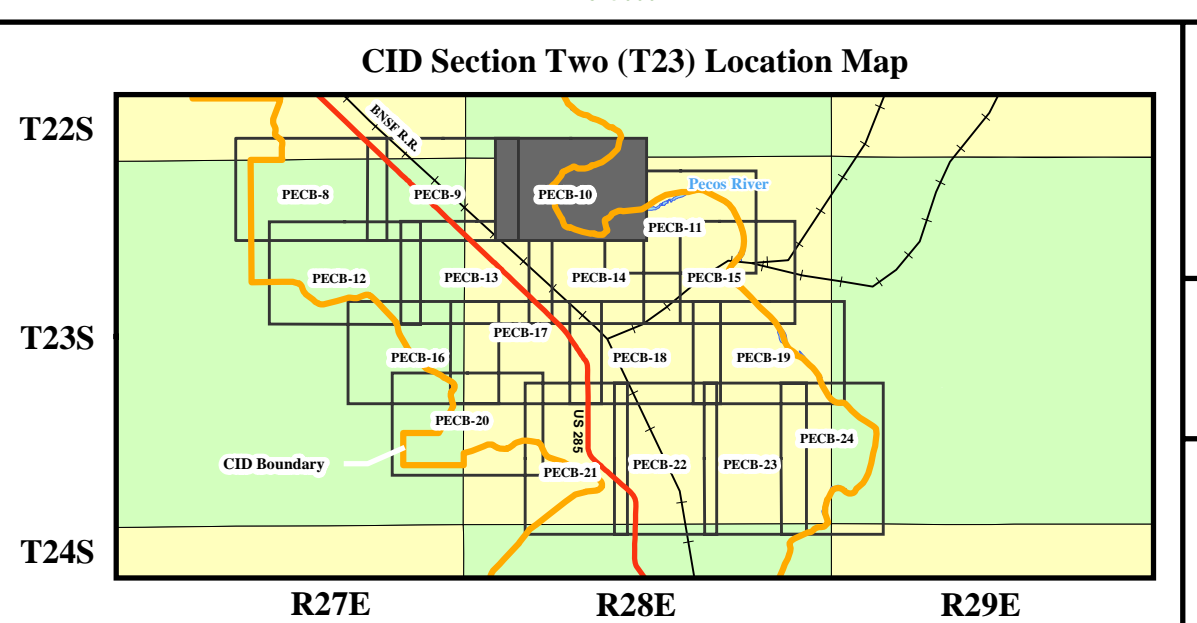 CID Section Two (T23) Location Map
T22S
BNSF R.R.
PECB-8
PECB-9
PECB-10
Pecos River
PECB-11
PECB-12
PECB-13
PECB-14
PECB-15
T23S
PECB-17
PECB-16
PECB-18
PECB-19
PECB-20
US 285
PECB-24
CID Boundary
PECB-21
PECB-22
PECB-23
T24S
R27E
R28E
R29E